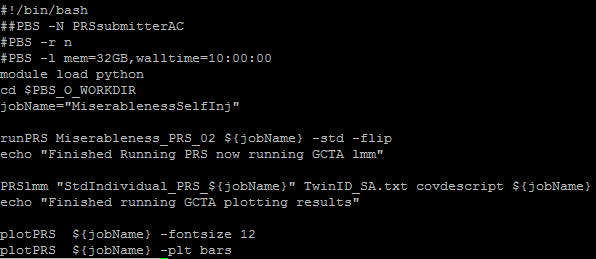 #!/bin/bash
##PBS -N PRSsubmitterAC
#PBS -r n
#PBS -l mem=32GB,walltime=10:00:00
module load python
cd $PBS_O_WORKDIR
jobName="MiserablenessSelfInj"
runPRS Miserableness_PRS_02 ${jobName} -std -flip
echo "Finished Running PRS now running GCTA lmm"
PRSlmm "StdIndividual_PRS_${jobName}" TwinID_SA.txt covdescript ${jobName}
echo "Finished running GCTA plotting results"
plotPRS  ${jobName} -fontsize 12
plotPRS  ${jobName} -plt bars